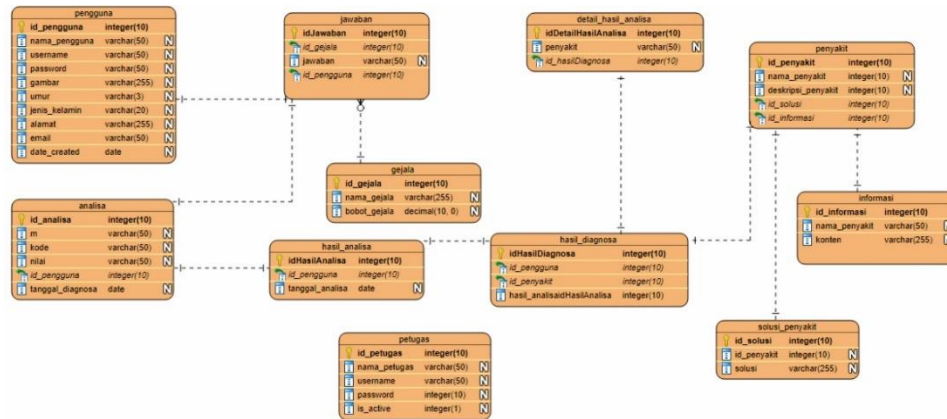 pengguna
id_pengguna integer(10)
nama_pengguna varchar(50) N
username varchar(50) N
password varchar(50) N
gambar varchar(255) N
umur varchar(3) N
jenis_kelamin varchar(20) N
alamat varchar(255) N
email varchar(50) N
date_created date N
jawaban
idJawaban integer(10)
id_gejala integer(10)
jawaban varchar(50) N
id_pengguna integer(10)
detail_hasil_analisa
idDetailHasilAnalisa integer(10)
penyakit varchar(50) N
id_hasilDiagnosa integer(10)
penyakit
id_penyakit integer(10)
nama_penyakit integer(10) N
deskripsi_penyakit integer(10) N
id_solusi integer(10)
id_informasi integer(10)
gejala
id_gejala integer(10)
nama_gejala varchar(255) N
bobot_gejala decimal(10, 0) N
analisa
id_analisa integer(10)
m varchar(50) N
kode varchar(50) N
nilai varchar(50) N
id_pengguna integer(10)
tanggal_diagnosa date N
hasil_analisa
idHasilAnalisa integer(10)
id_pengguna integer(10)
tanggal_analisa date N
hasil_diagnosa
idHasilDiagnosa integer(10)
id_pengguna integer(10)
id_penyakit integer(10)
hasil_analisaidHasilAnalisa integer(10)
informasi
id_informasi integer(10)
nama_penyakit varchar(50) N
konten varchar(255) N
petugas
id_petugas integer(10)
nama_petugas varchar(50) N
username varchar(50) N
password integer(10) N
is_active integer(1) N
solusi_penyakit
id_solusi integer(10)
id_penyakit integer(10) N
solusi varchar(255) N